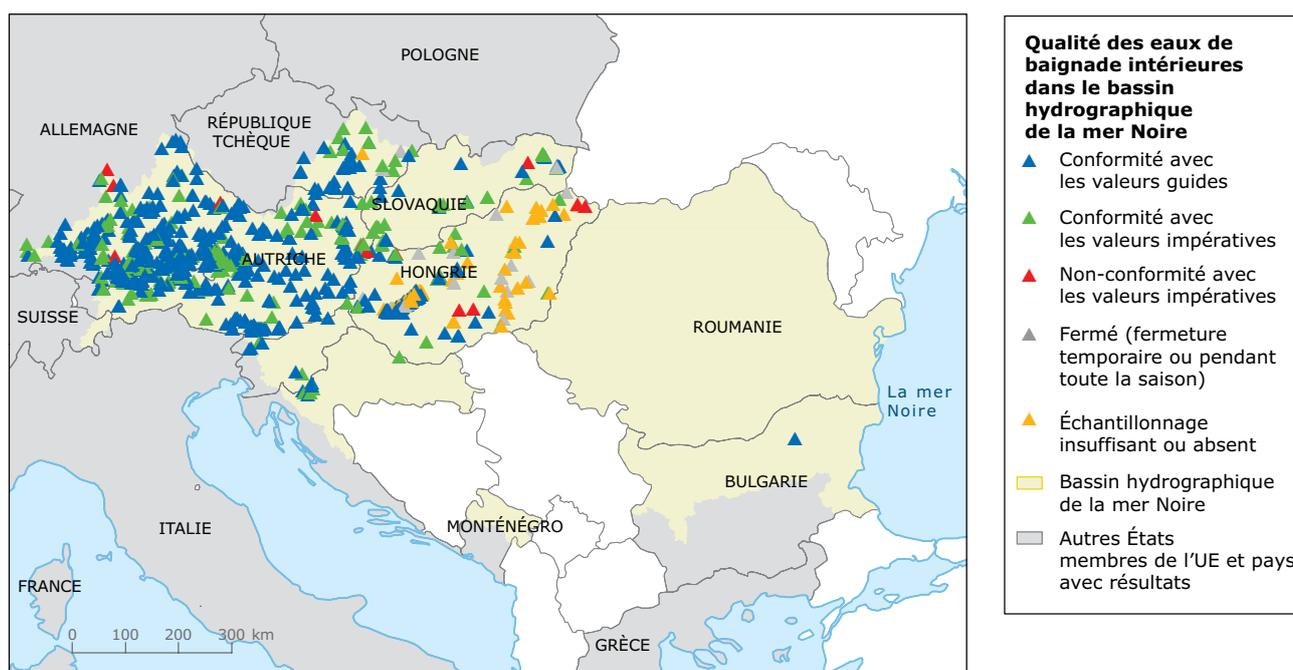 POLOGNE
ALLEMAGNE
RÉPUBLIQUE
TCHÈQUE
SLOVAQUIE
AUTRICHE
HONGRIE
SUISSE
ROUMANIE
La mer
Noire
BULGARIE
MONTÉNÉGRO
ITALIE
FRANCE
GRÈCE
0 100 200 300 km
Qualité des eaux de
baignade intérieures
dans le bassin
hydrographique
de la mer Noire
Conformité avec
les valeurs guides
Conformité avec
les valeurs impératives
Non-conformité avec
les valeurs impératives
Fermé (fermeture
temporaire ou pendant
toute la saison)
Échantillonnage
insuffisant ou absent
Bassin hydrographique
de la mer Noire
Autres États
membres de l’UE et pays
avec résultats